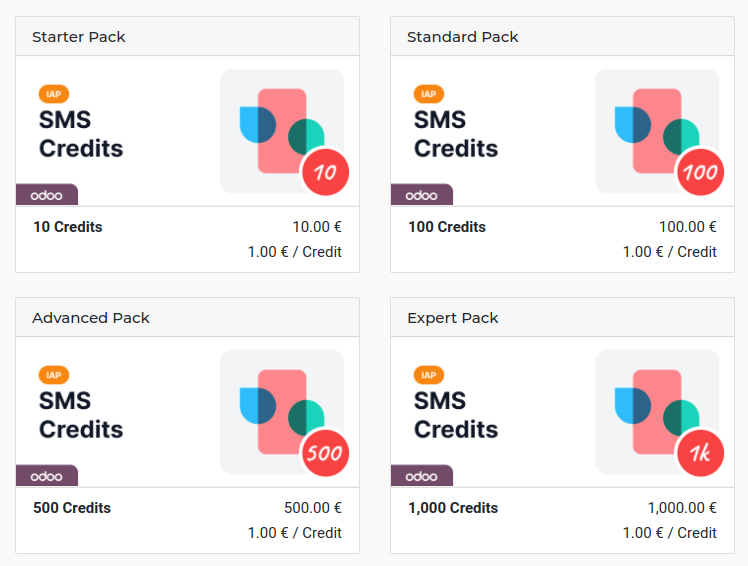 Starter Pack
IAP
SMS
Credits
10
odoo
10 Credits 10.00 €
1.00 € / Credit
Standard Pack
IAP
SMS
Credits
100
odoo
100 Credits 100.00 €
1.00 € / Credit
Advanced Pack
IAP
SMS
Credits
500
odoo
500 Credits 500.00 €
1.00 € / Credit
Expert Pack
IAP
SMS
Credits
1k
odoo
1,000 Credits 1,000.00 €
1.00 € / Credit